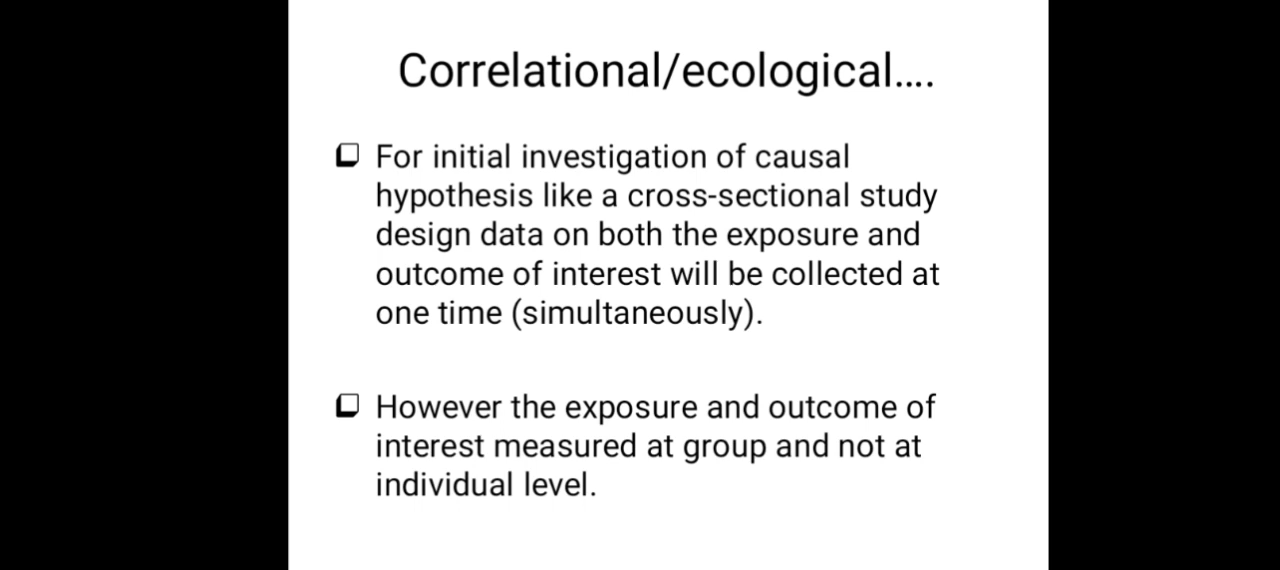 Correlational/ecological....
For initial investigation of causal
hypothesis like a cross-sectional study
design data on both the exposure and
outcome of interest will be collected at
one time (simultaneously).
However the exposure and outcome of
interest measured at group and not at
individual level.